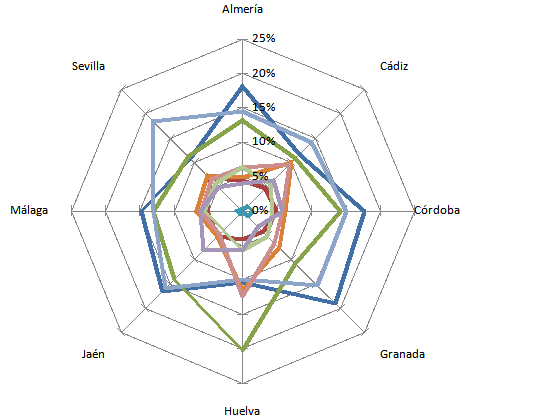 Almería
25%
Sevilla
Cádiz
20%
15%
10%
5%
Málaga
0%
Córdoba
Jaén
Granada
Huelva